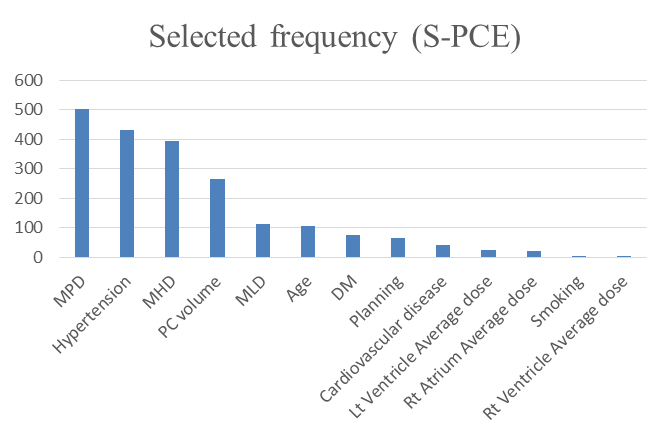 Selected frequency (S-PCE)
600
500
400
300
200
100
0
MPD
Hypertension
MHD
PC volume
MLD
Age
DM
Planning
Cardiovascular disease
Lt Ventricle Average dose
Rt Atrium Average dose
Smoking
Rt Ventricle Average dose